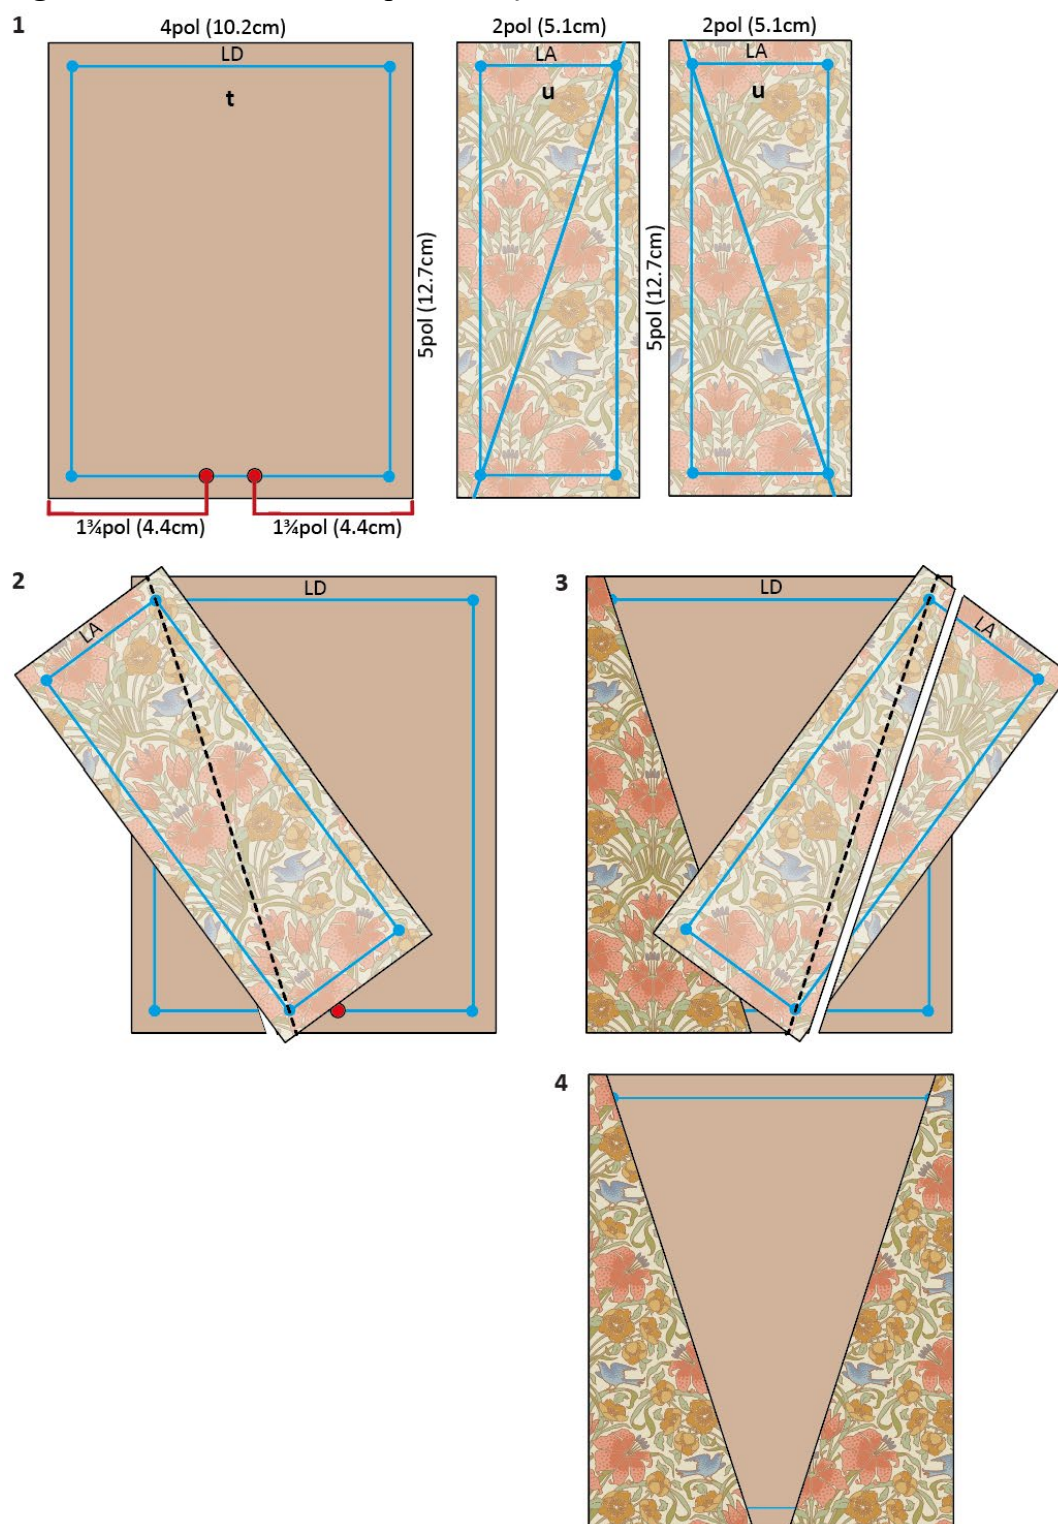 1
4pol (10.2cm)
2pol (5.1cm)
2pol (5.1cm)
LD
LA
t
u
u
5pol (12.7cm)
5pol (12.7cm)
1¾pol (4.4cm)
1¾pol (4.4cm)
2
LD
LA
3
LD
LA
4